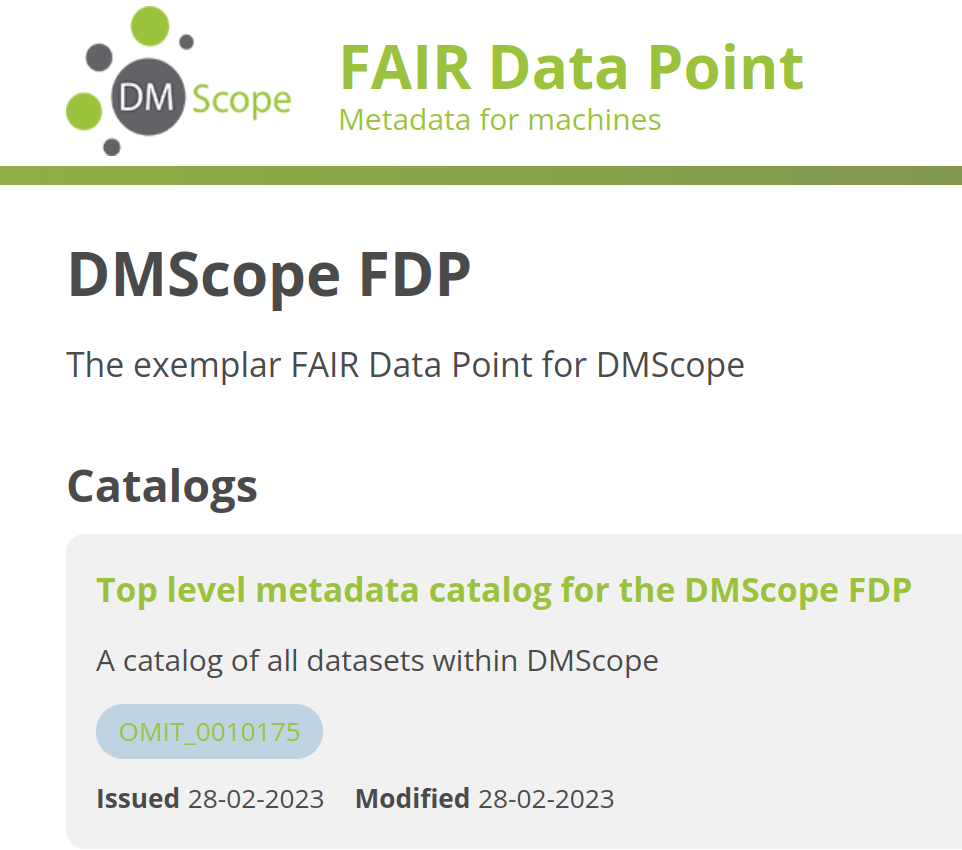 DM Scope
FAIR Data Point
Metadata for machines
DMScope FDP
The exemplar FAIR Data Point for DMScope
Catalogs
Top level metadata catalog for the DMScope FDP
A catalog of all datasets within DMScope
OMIT_0010175
Issued 28-02-2023 Modified 28-02-2023